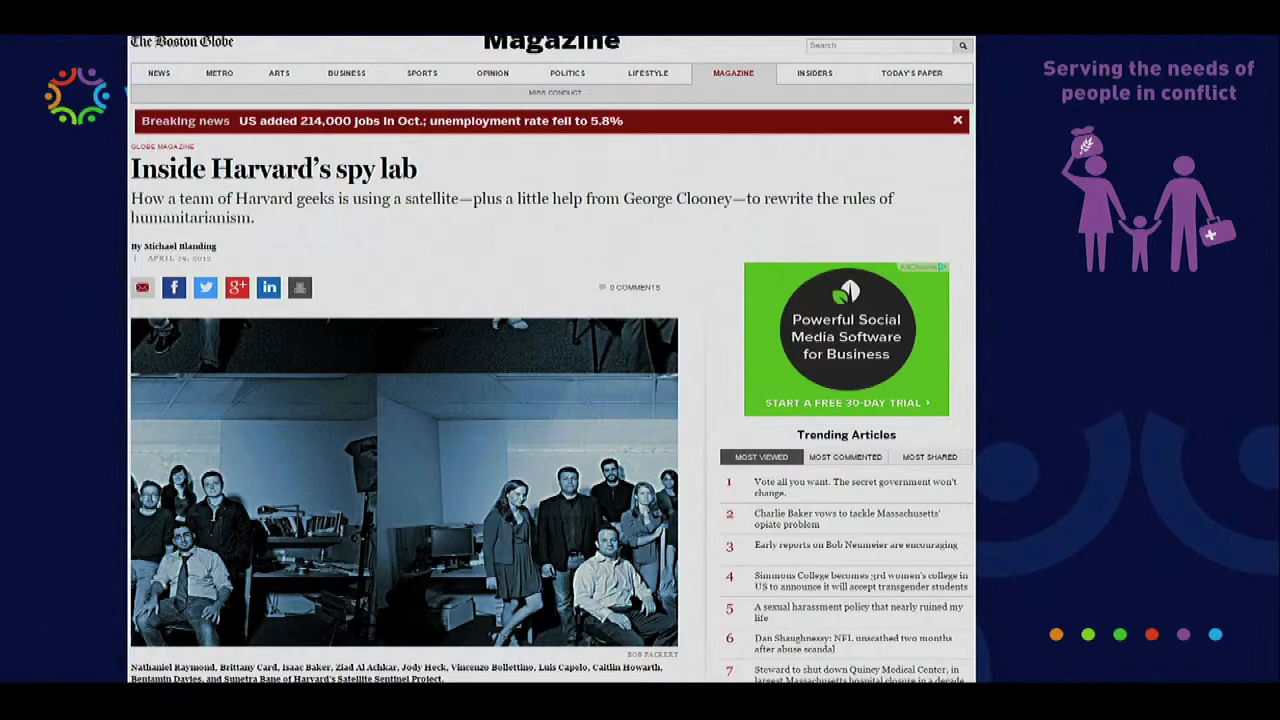 The Boston Globe
Magazine
Search
NEWS METRO ARTS BUSINESS SPORTS OPINION POLITICS LIFESTYLE MAGAZINE INSIDERS TODAY'S PAPER
MISS CONDUCT
Breaking news US added 214,000 jobs in Oct.; unemployment rate fell to 5.8%
GLOBE MAGAZINE
Inside Harvard's spy lab
How a team of Harvard geeks is using a satellite—plus a little help from George Clooney—to rewrite the rules of
humanitarianism.
By Michael Blanding
| APRIL 29, 2012
0 COMMENTS
BOB PACKERT
Nathaniel Raymond, Brittany Card, Isaac Baker, Ziad Al Achkar, Jody Heck, Vincenzo Bollettino, Luis Capelo, Caitlin Howarth,
Benjamin Davies, and Sunetra Bane of Harvard's Satellite Sentinel Project.
AdChoices
Powerful Social
Media Software
for Business
START A FREE 30-DAY TRIAL
Trending Articles
MOST VIEWED MOST COMMENTED MOST SHARED
1 Vote all you want. The secret government won't
change.
2 Charlie Baker vows to tackle Massachusetts'
opiate problem
3 Early reports on Bob Neumeier are encouraging
4 Simmons College becomes 3rd women's college in
US to announce it will accept transgender students
5 A sexual harassment policy that nearly ruined my
life
6 Dan Shaughnessy: NFL unscathed two months
after abuse scandal
7 Steward to shut down Quincy Medical Center, in
largest Massachusetts hospital closure in a decade
Serving the needs of
people in conflict